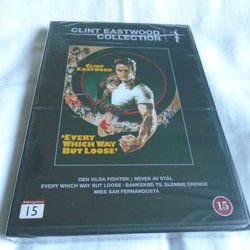 CLINT EASTWOOD
COLLECTION
CLINT
EASTWOOD
'EVERY
WHICH WAY
BUT LOOSE'
DEN VILDA FIGHTEN : NEVER AV STÅL
EVERY WHICH WAY BUT LOOSE - BANKEKØD TIL SLEMME DRENGE
MIES SAN FERNANDOSTA
15
DVD